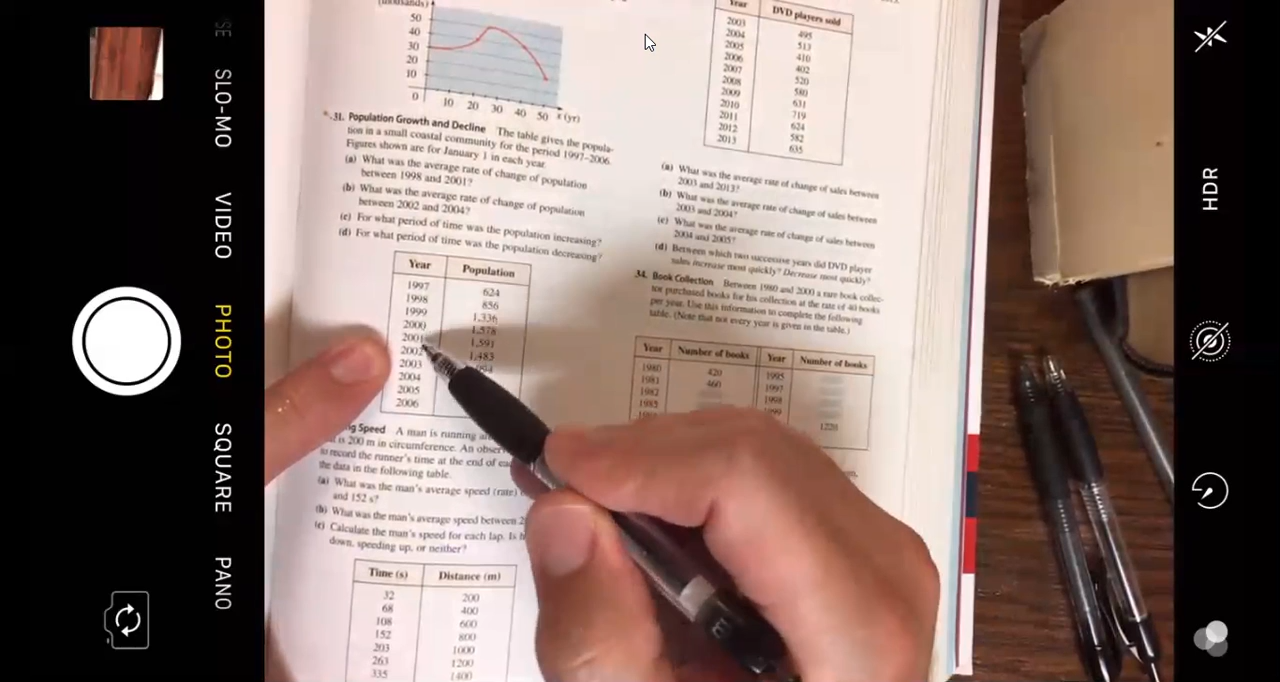 SLO-MO
VIDEO
PHOTO
SQUARE
PANO
HDR
50
40
30
20
10
0
10 20 30 40 50 x (yr)
31. Population Growth and Decline The table gives the popula-
tion in a small coastal community for the period 1997–2006.
Figures shown are for January 1 in each year.
(a) What was the average rate of change of population
between 1998 and 2001?
(b) What was the average rate of change of population
between 2002 and 2004?
(c) For what period of time was the population increasing?
(d) For what period of time was the population decreasing?
Year Population
1997 624
1998 856
1999 1,336
2000 1,578
2001 1,591
2002 1,483
2003
2004
2005
2006
Speed A man is running
is 200 m in circumference. An
to record the runner's time at the end of
the data in the following table.
(a) What was the man's average speed (rate)
and 152 s?
(b) What was the man's average speed between
(c) Calculate the man's speed for each lap. Is
down, speeding up, or neither?
Time (s) Distance (m)
32 200
68 400
108 600
152 800
203 1000
263 1200
335 1400
Year DVD players sold
2003 495
2004 513
2005 410
2006 402
2007 520
2008 580
2009 631
2010 719
2011 624
2012 582
2013 635
(a) What was the average rate of change of sales between
2003 and 2013?
(b) What was the average rate of change of sales between
2003 and 2004?
(c) What was the average rate of change of sales between
2004 and 2005?
(d) Between which two successive years did DVD player
sales increase most quickly? Decrease most quickly?
34. Book Collection Between 1980 and 2000 a rare book collec-
tor purchased books for his collection at the rate of 40 books
per year. Use this information to complete the following
table. (Note that not every year is given in the table.)
Year Number of books Year Number of books
1980 420 1995
1981 460 1997
1982 1998
1985 1999
1220